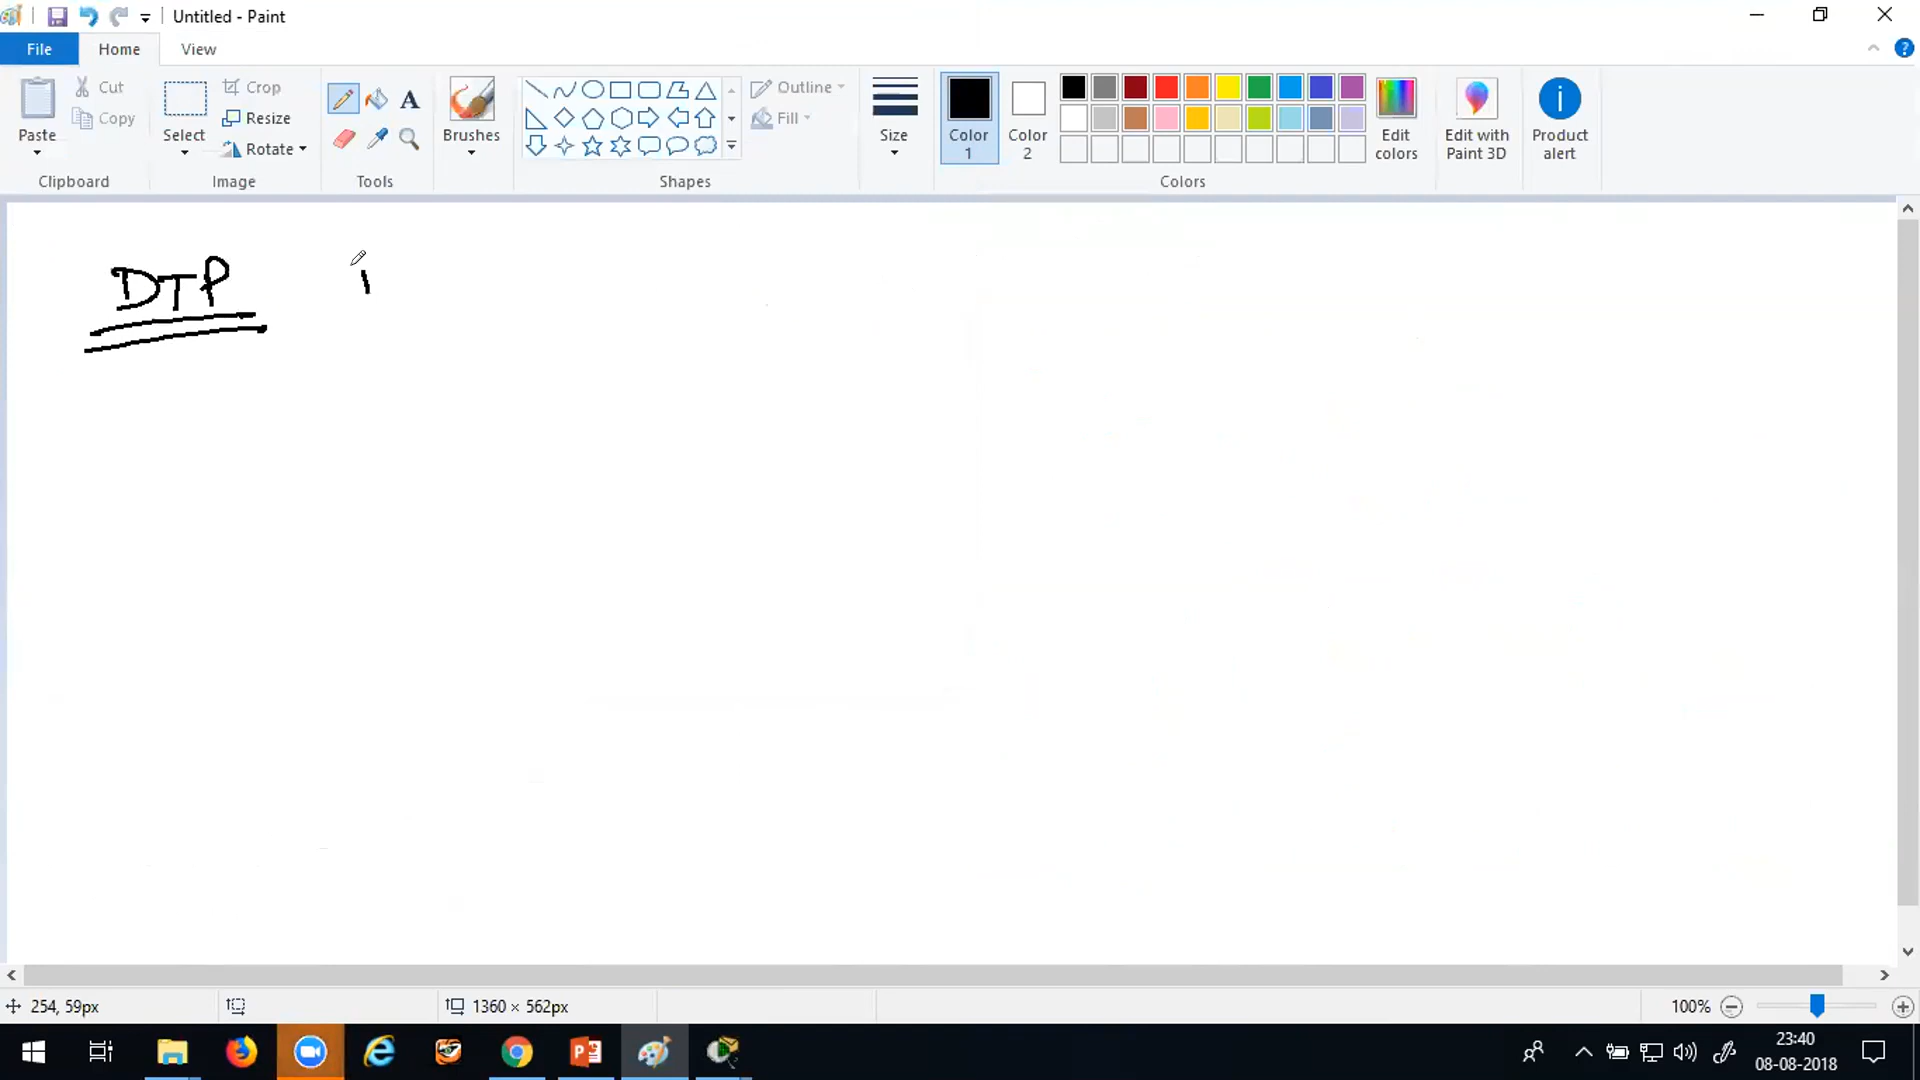 Untitled - Paint
File Home View
Paste Cut Copy Clipboard
Select Crop Resize Rotate Image
Tools
Brushes
Shapes
Outline Fill
Size
Color 1 Color 2 Edit colors Colors
Edit with Paint 3D
Product alert
DTP
254, 59px 1360 × 562px 100%
23:40
08-08-2018